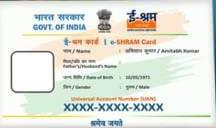 भारत सरकार
GOVT. OF INDIA
ई-श्रम
ई-श्रम कार्ड | e-SHRAM Card
नाम / Name : अमिताभ कुमार / Amitabh Kumar
Father's/Husband's Name
जन्म तिथि / Date of Birth : 10/05/1971
लिंग / Gender : पुरुष / Male
Universal Account Number (UAN)
XXXX-XXXX-XXXX
श्रमेव जयते